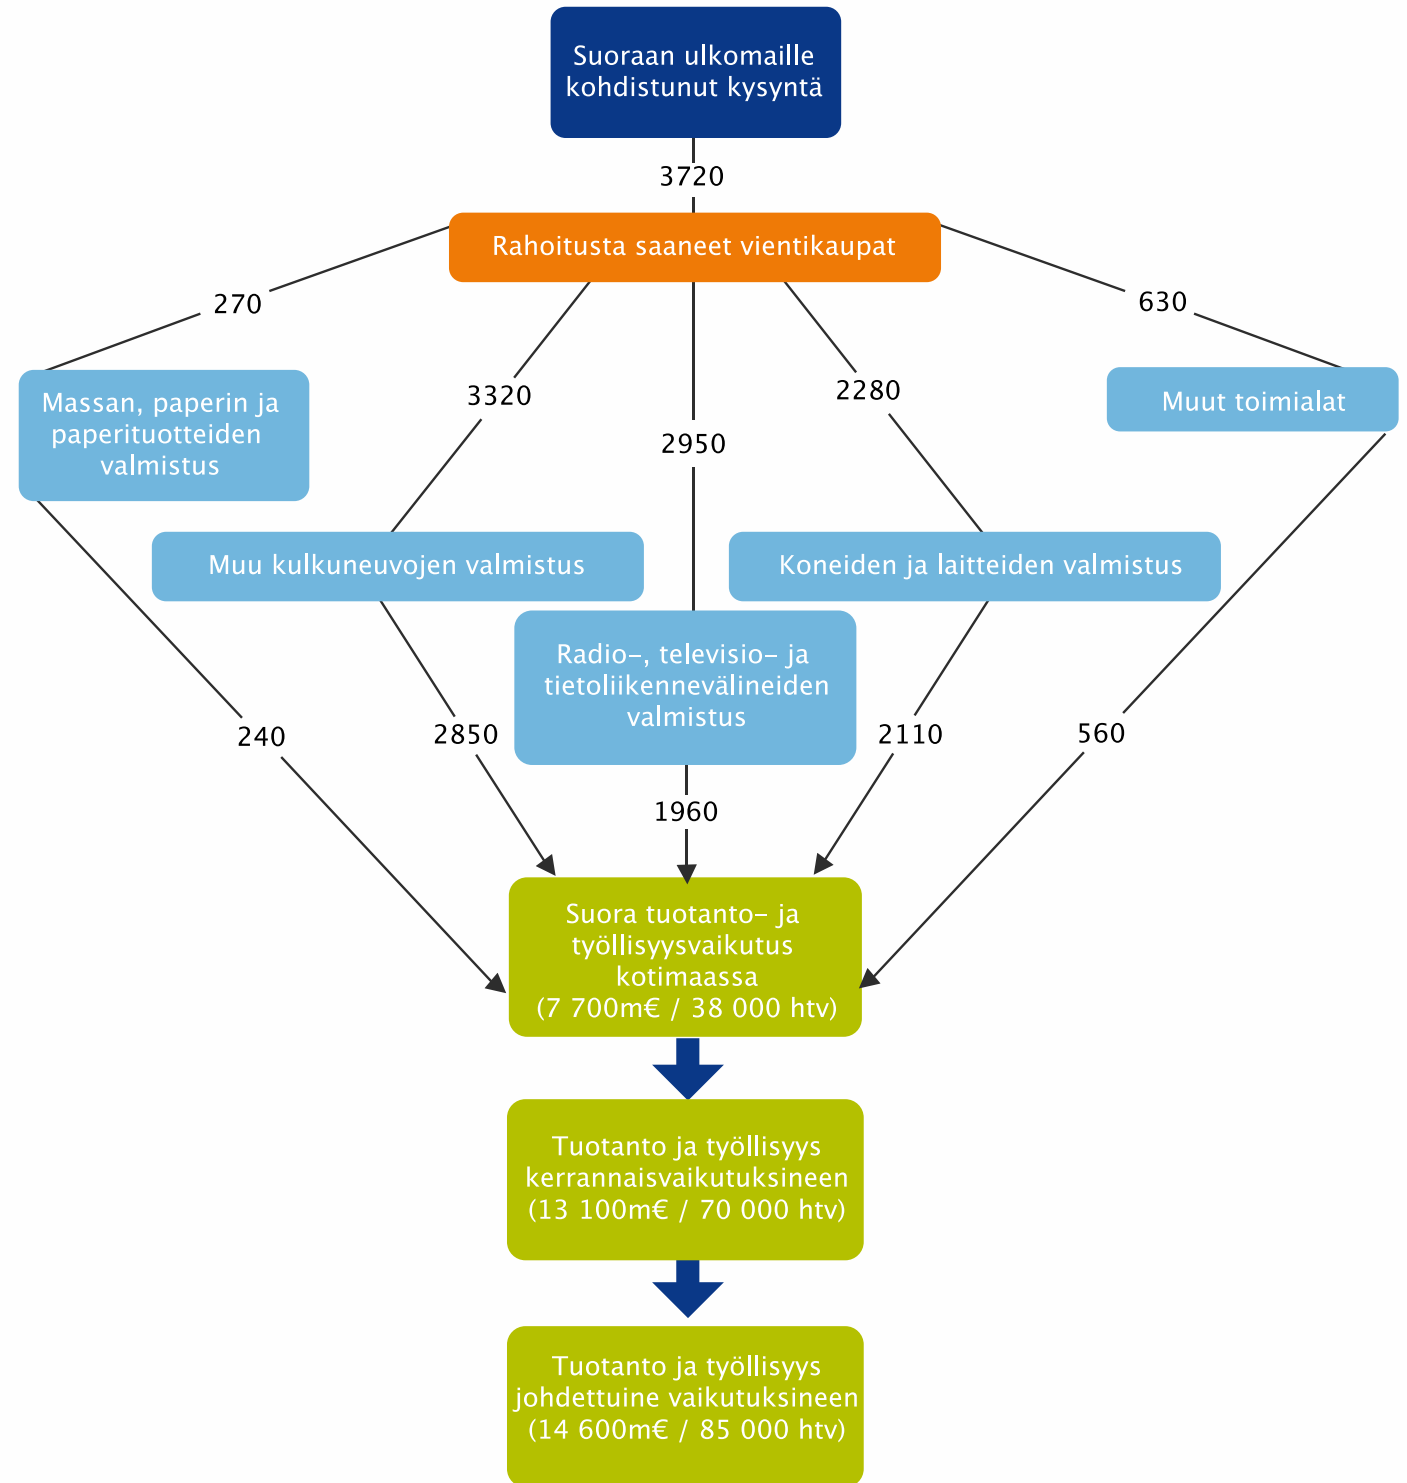 Suoraan ulkomaille
kohdistunut kysyntä
3720
Rahoitusta saaneet vientikaupat
270
630
3320
2280
2950
Massan, paperin ja
paperituotteiden
valmistus
Muut toimialat
Muu kulkuneuvojen valmistus
Koneiden ja laitteiden valmistus
Radio-, televisio- ja
tietoliikennevälineiden
valmistus
240
2850
2110
560
1960
Suora tuotanto- ja
työllisyysvaikutus
kotimaassa
(7 700m€ / 38 000 htv)
Tuotanto ja työllisyys
kerrannaisvaikutuksineen
(13 100m€ / 70 000 htv)
Tuotanto ja työllisyys
johdettuine vaikutuksineen
(14 600m€ / 85 000 htv)